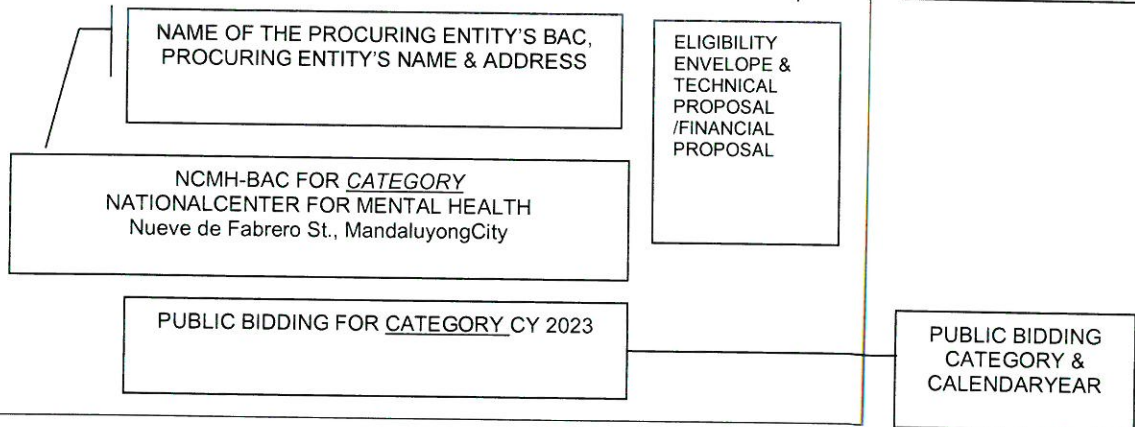 NAME OF THE PROCURING ENTITY'S BAC,
PROCURING ENTITY'S NAME & ADDRESS
ELIGIBILITY
ENVELOPE &
TECHNICAL
PROPOSAL
/FINANCIAL
PROPOSAL
NCMH-BAC FOR CATEGORY
NATIONALCENTER FOR MENTAL HEALTH
Nueve de Fabrero St., MandaluyongCity
PUBLIC BIDDING FOR CATEGORY CY 2023
PUBLIC BIDDING
CATEGORY &
CALENDARYEAR